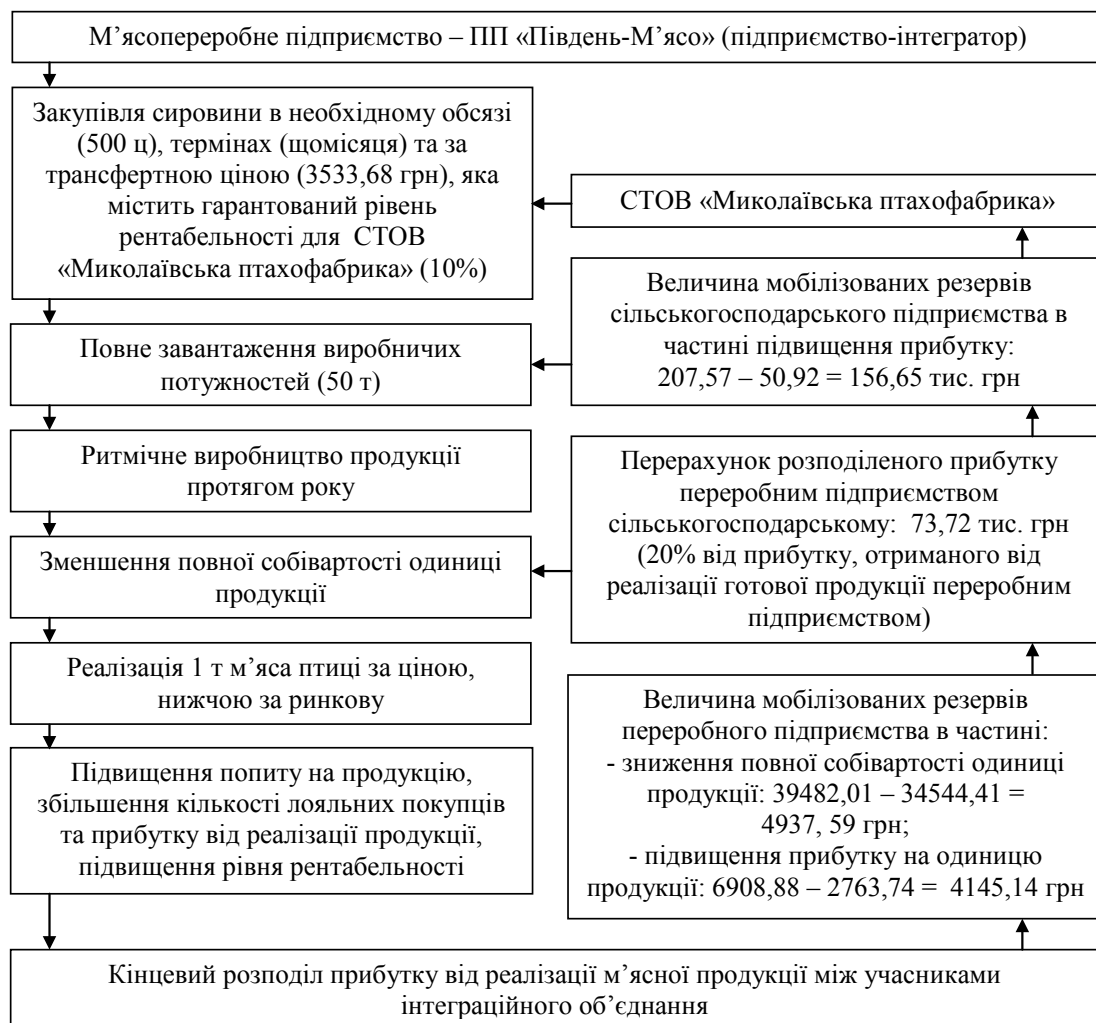 М’ясопереробне підприємство – ПП «Південь-М’ясо» (підприємство-інтегратор)
Закупівля сировини в необхідному обсязі
(500 ц), термінах (щомісяця) та за
трансфертною ціною (3533,68 грн), яка
містить гарантований рівень
рентабельності для СТОВ
«Миколаївська птахофабрика» (10%)
Повне завантаження виробничих
потужностей (50 т)
Ритмічне виробництво продукції
протягом року
Зменшення повної собівартості одиниці
продукції
Реалізація 1 т м’яса птиці за ціною,
нижчою за ринкову
Підвищення попиту на продукцію,
збільшення кількості лояльних покупців
та прибутку від реалізації продукції,
підвищення рівня рентабельності
СТОВ «Миколаївська птахофабрика»
Величина мобілізованих резервів
сільськогосподарського підприємства в
частині підвищення прибутку:
207,57 – 50,92 = 156,65 тис. грн
Перерахунок розподіленого прибутку
переробним підприємством
сільськогосподарському: 73,72 тис. грн
(20% від прибутку, отриманого від
реалізації готової продукції переробним
підприємством)
Величина мобілізованих резервів
переробного підприємства в частині:
- зниження повної собівартості одиниці
продукції: 39482,01 – 34544,41 =
4937, 59 грн;
- підвищення прибутку на одиницю
продукції: 6908,88 – 2763,74 = 4145,14 грн
Кінцевий розподіл прибутку від реалізації м’ясної продукції між учасниками
інтеграційного об’єднання